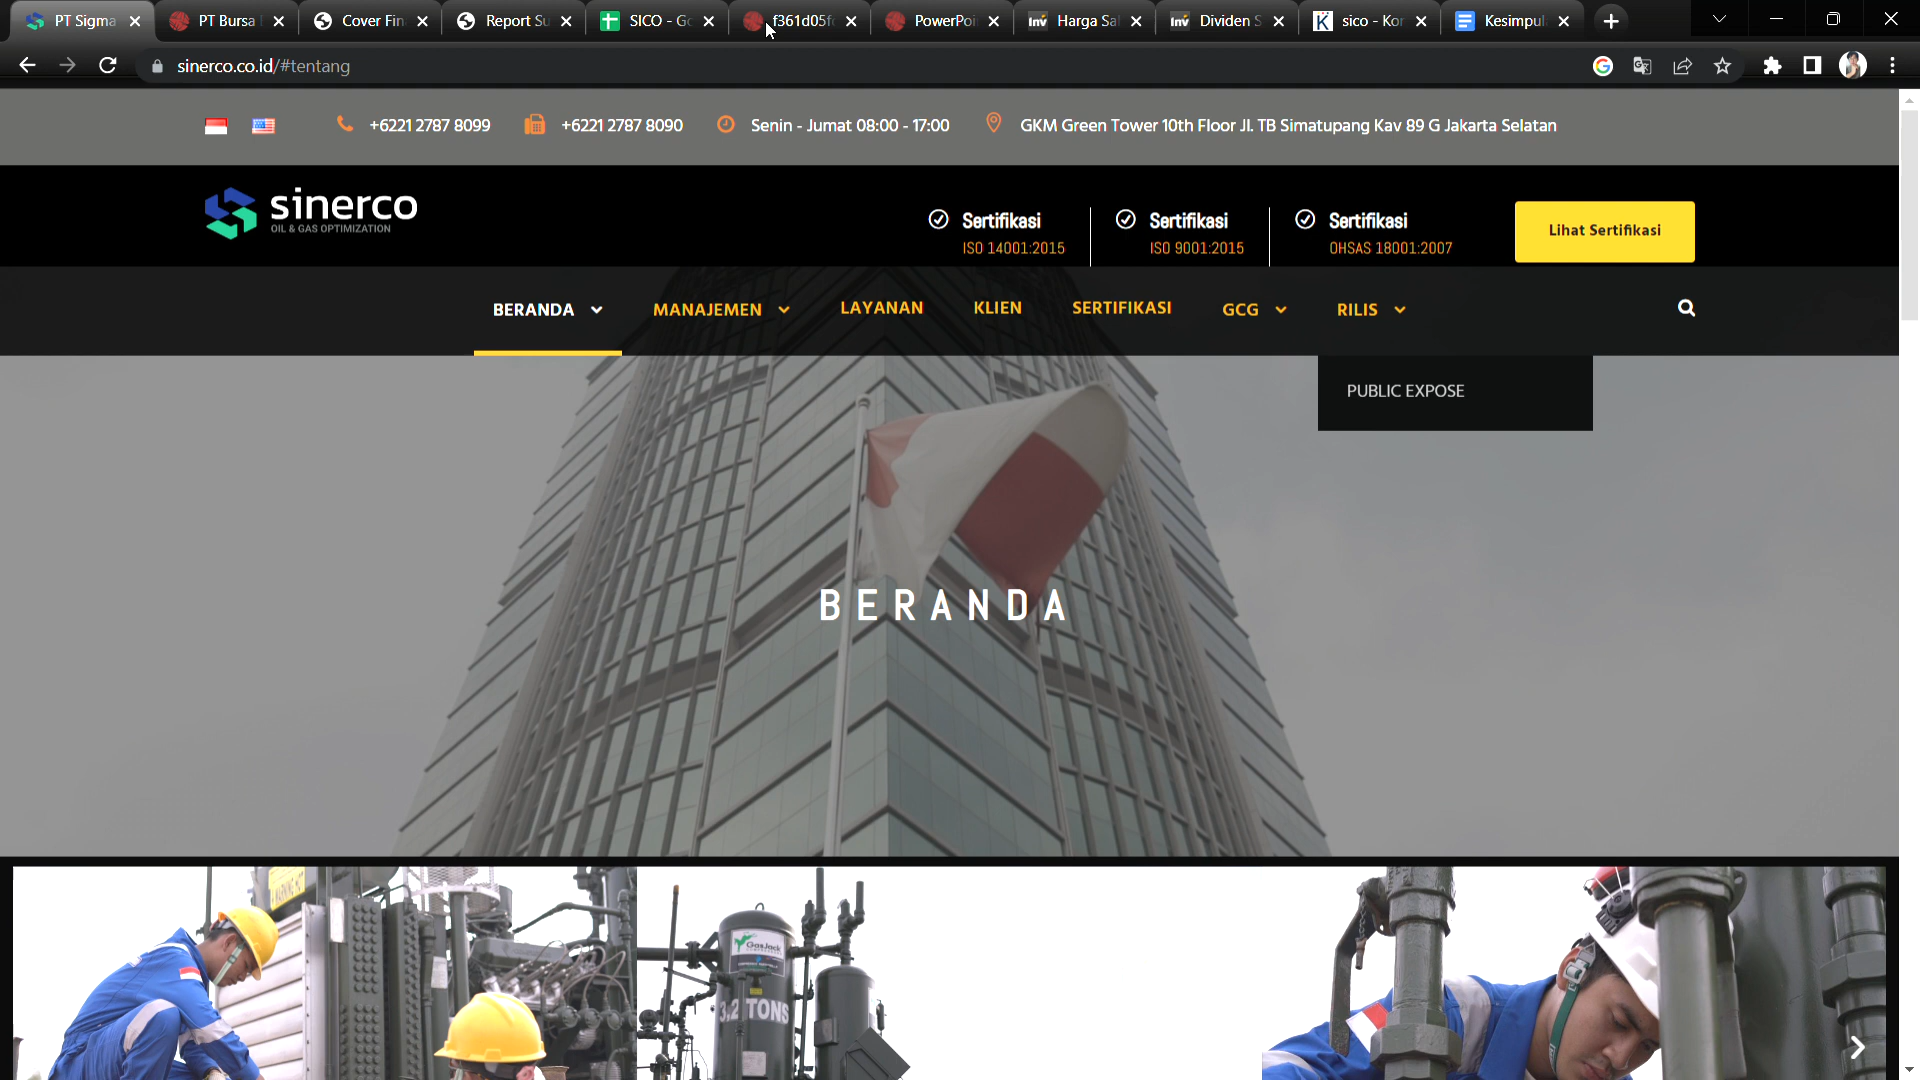 PT Sigma
PT Bursa
Cover Fin
Report Su
SICO - Go
f361d05f
PowerPoi
Harga Sa
Dividen S
sico - Kor
Kesimpul
sinerco.co.id/#tentang
+6221 2787 8099
+6221 2787 8090
Senin - Jumat 08:00 - 17:00
GKM Green Tower 10th Floor Jl. TB Simatupang Kav 89 G Jakarta Selatan
sinerco
OIL & GAS OPTIMIZATION
Sertifikasi
ISO 14001:2015
Sertifikasi
ISO 9001:2015
Sertifikasi
OHSAS 18001:2007
Lihat Sertifikasi
BERANDA
MANAJEMEN
LAYANAN
KLIEN
SERTIFIKASI
GCG
RILIS
PUBLIC EXPOSE
BERANDA
GasJack
3.2 TONS